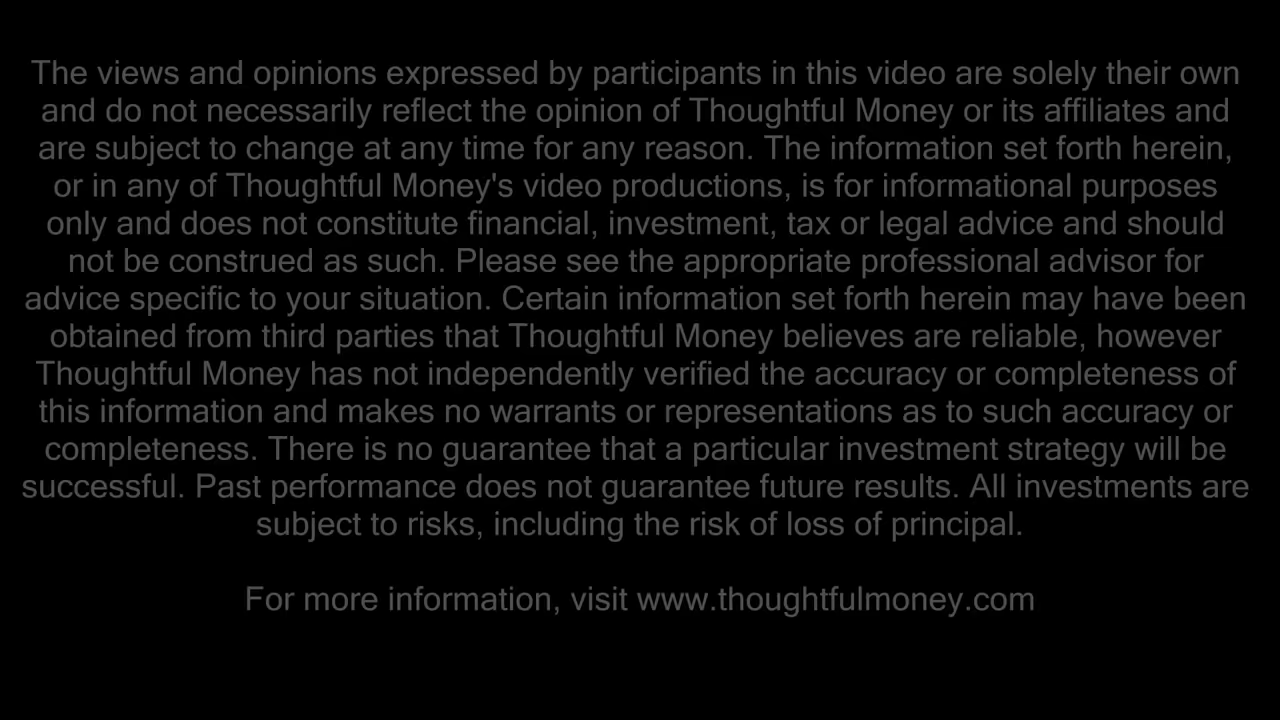 The views and opinions expressed by participants in this video are solely their own
and do not necessarily reflect the opinion of Thoughtful Money or its affiliates and
are subject to change at any time for any reason. The information set forth herein,
or in any of Thoughtful Money's video productions, is for informational purposes
only and does not constitute financial, investment, tax or legal advice and should
not be construed as such. Please see the appropriate professional advisor for
advice specific to your situation. Certain information set forth herein may have been
obtained from third parties that Thoughtful Money believes are reliable, however
Thoughtful Money has not independently verified the accuracy or completeness of
this information and makes no warrants or representations as to such accuracy or
completeness. There is no guarantee that a particular investment strategy will be
successful. Past performance does not guarantee future results. All investments are
subject to risks, including the risk of loss of principal.
For more information, visit www.thoughtfulmoney.com